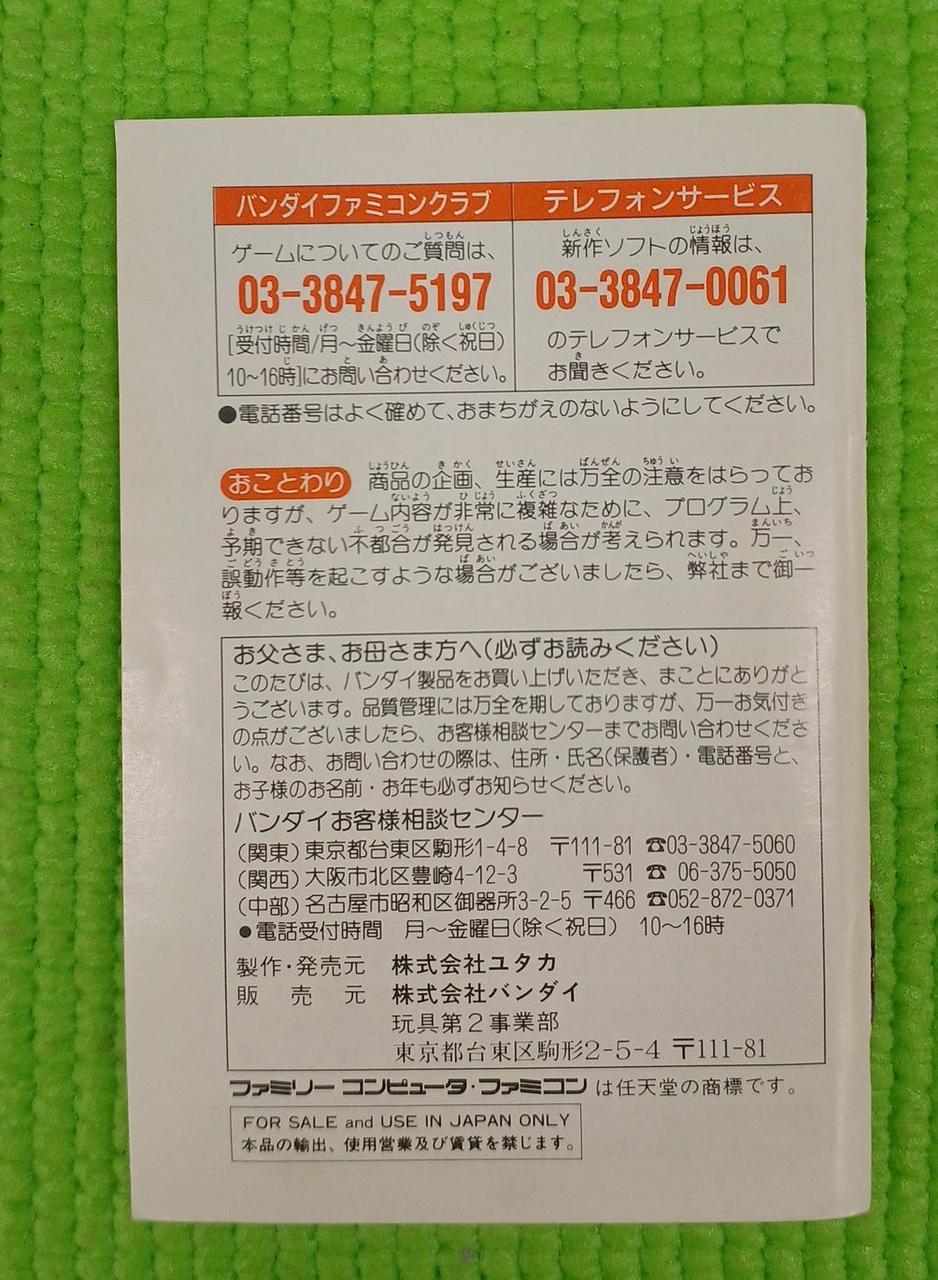 バンダイファミコンクラブ
ゲームについてのご質問は、
03-3847-5197
[受付時間/月〜金曜日(除く祝日)
10〜16時]にお問い合わせください。
テレフォンサービス
新作ソフトの情報は、
03-3847-0061
のテレフォンサービスで
お聞きください。
●電話番号はよく確めて、おまちがえのないようにしてください。
おことわり 商品の企画、生産には万全の注意をはらってお
りますが、ゲーム内容が非常に複雑なために、プログラム上、
予期できない不都合が発見される場合が考えられます。万一、
誤動作等を起こすような場合がございましたら、弊社まで御一
報ください。
お父さま、お母さま方へ(必ずお読みください)
このたびは、バンダイ製品をお買い上げいただき、まことにありがと
うございます。品質管理には万全を期しておりますが、万一お気付き
の点がございましたら、お客様相談センターまでお問い合わせくださ
い。なお、お問い合わせの際は、住所・氏名(保護者)・電話番号と、
お子様のお名前・お年も必ずお知らせください。
バンダイお客様相談センター
(関東)東京都台東区駒形1-4-8 〒111-81 ☎03-3847-5060
(関西)大阪市北区豊崎4-12-3 〒531 ☎ 06-375-5050
(中部)名古屋市昭和区御器所3-2-5 〒466 ☎052-872-0371
●電話受付時間 月〜金曜日(除く祝日) 10〜16時
製作・発売元 株式会社ユタカ
販売元 株式会社バンダイ
玩具第2事業部
東京都台東区駒形2-5-4 〒111-81
ファミリーコンピュータ・ファミコンは任天堂の商標です。
FOR SALE and USE IN JAPAN ONLY
本品の輸出、使用営業及び賃貸を禁じます。